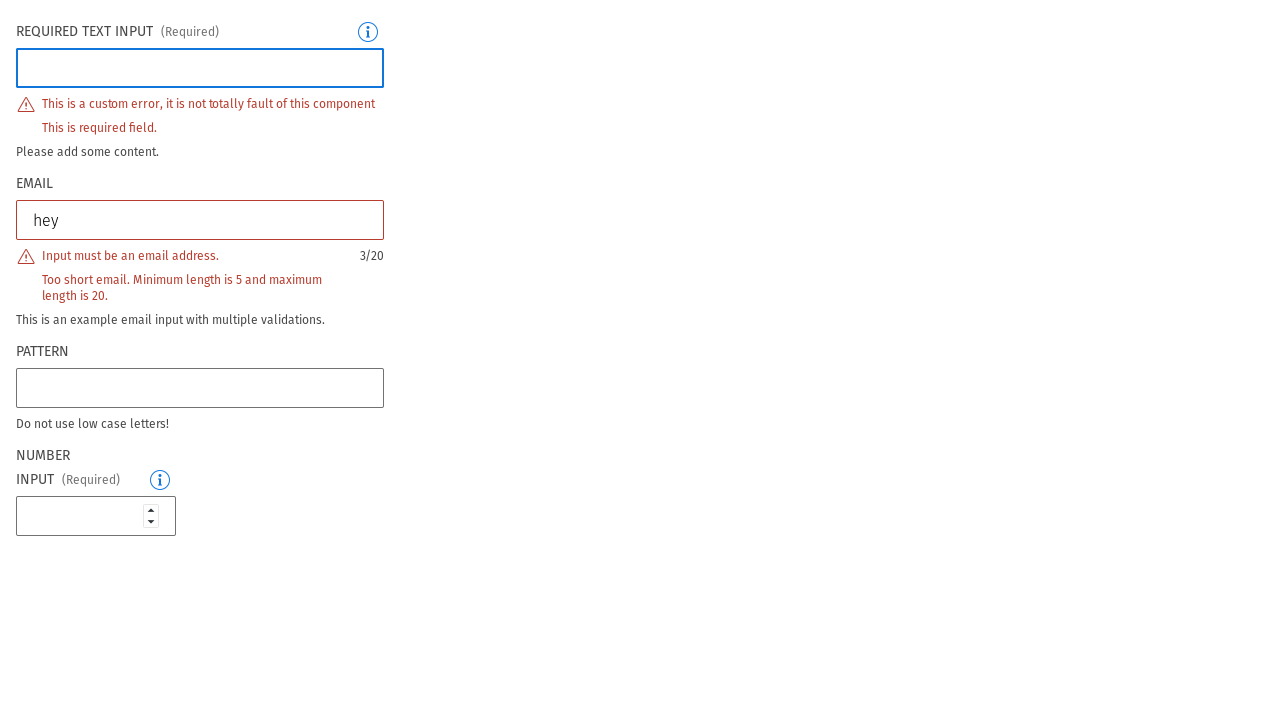 REQUIRED TEXT INPUT (Required)
This is a custom error, it is not totally fault of this component
This is required field.
Please add some content.
EMAIL
hey
Input must be an email address. 3/20
Too short email. Minimum length is 5 and maximum
length is 20.
This is an example email input with multiple validations.
PATTERN
Do not use low case letters!
NUMBER
INPUT (Required)